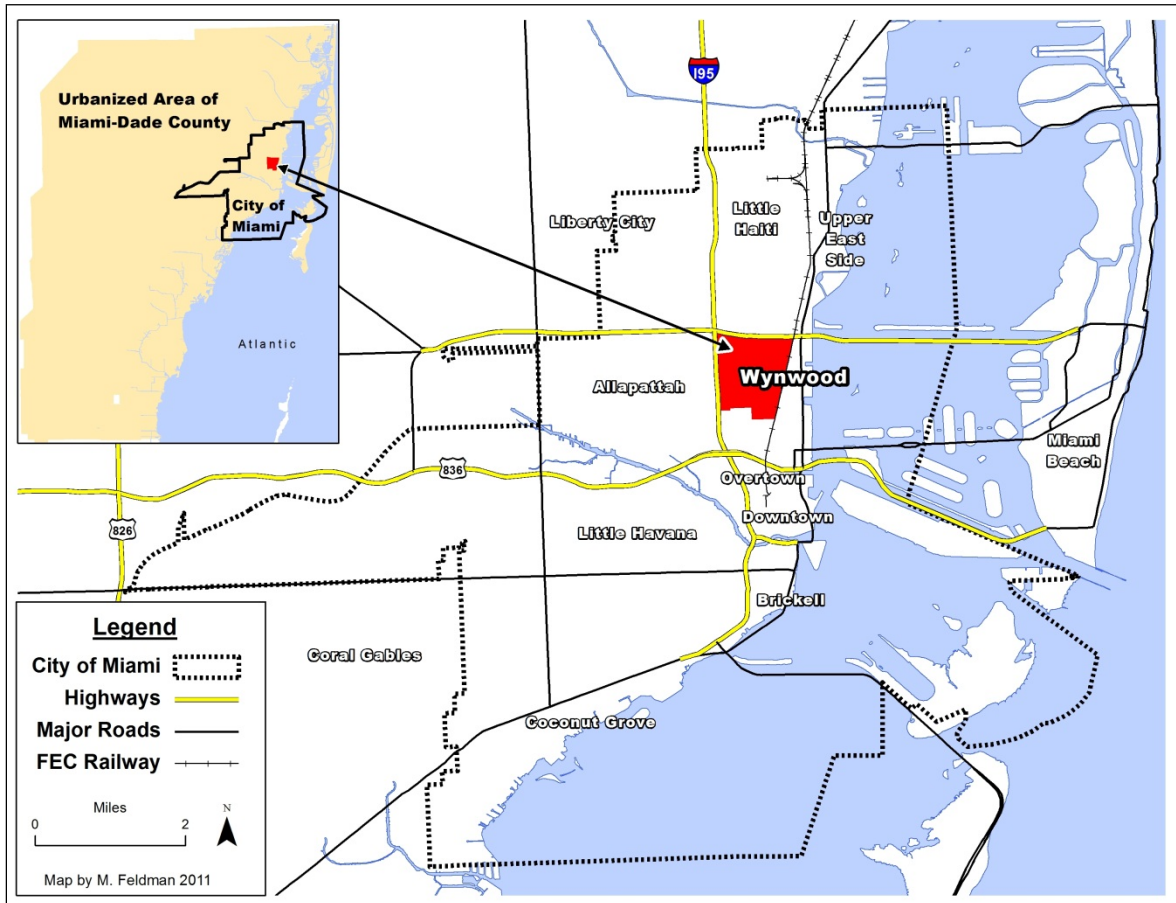 Urbanized Area of
Miami-Dade County
City of
Miami
Atlantic
195
Liberty City
Little
Haiti
Upper
East
Side
Wynwood
Allapattah
Miami
Beach
836
826
Overtown
Downtown
Little Havana
Brickell
Coral Gables
Coconut Grove
Legend
City of Miami
Highways
Major Roads
FEC Railway
Miles
0 2
N
Map by M. Feldman 2011